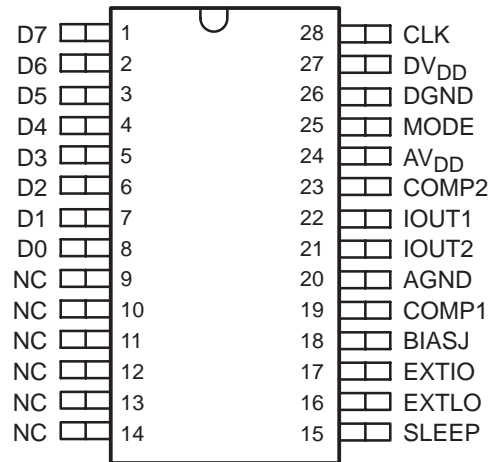 D7 1 28 CLK
D6 2 27 DVDD
D5 3 26 DGND
D4 4 25 MODE
D3 5 24 AVDD
D2 6 23 COMP2
D1 7 22 IOUT1
D0 8 21 IOUT2
NC 9 20 AGND
NC 10 19 COMP1
NC 11 18 BIASJ
NC 12 17 EXTIO
NC 13 16 EXTLO
NC 14 15 SLEEP